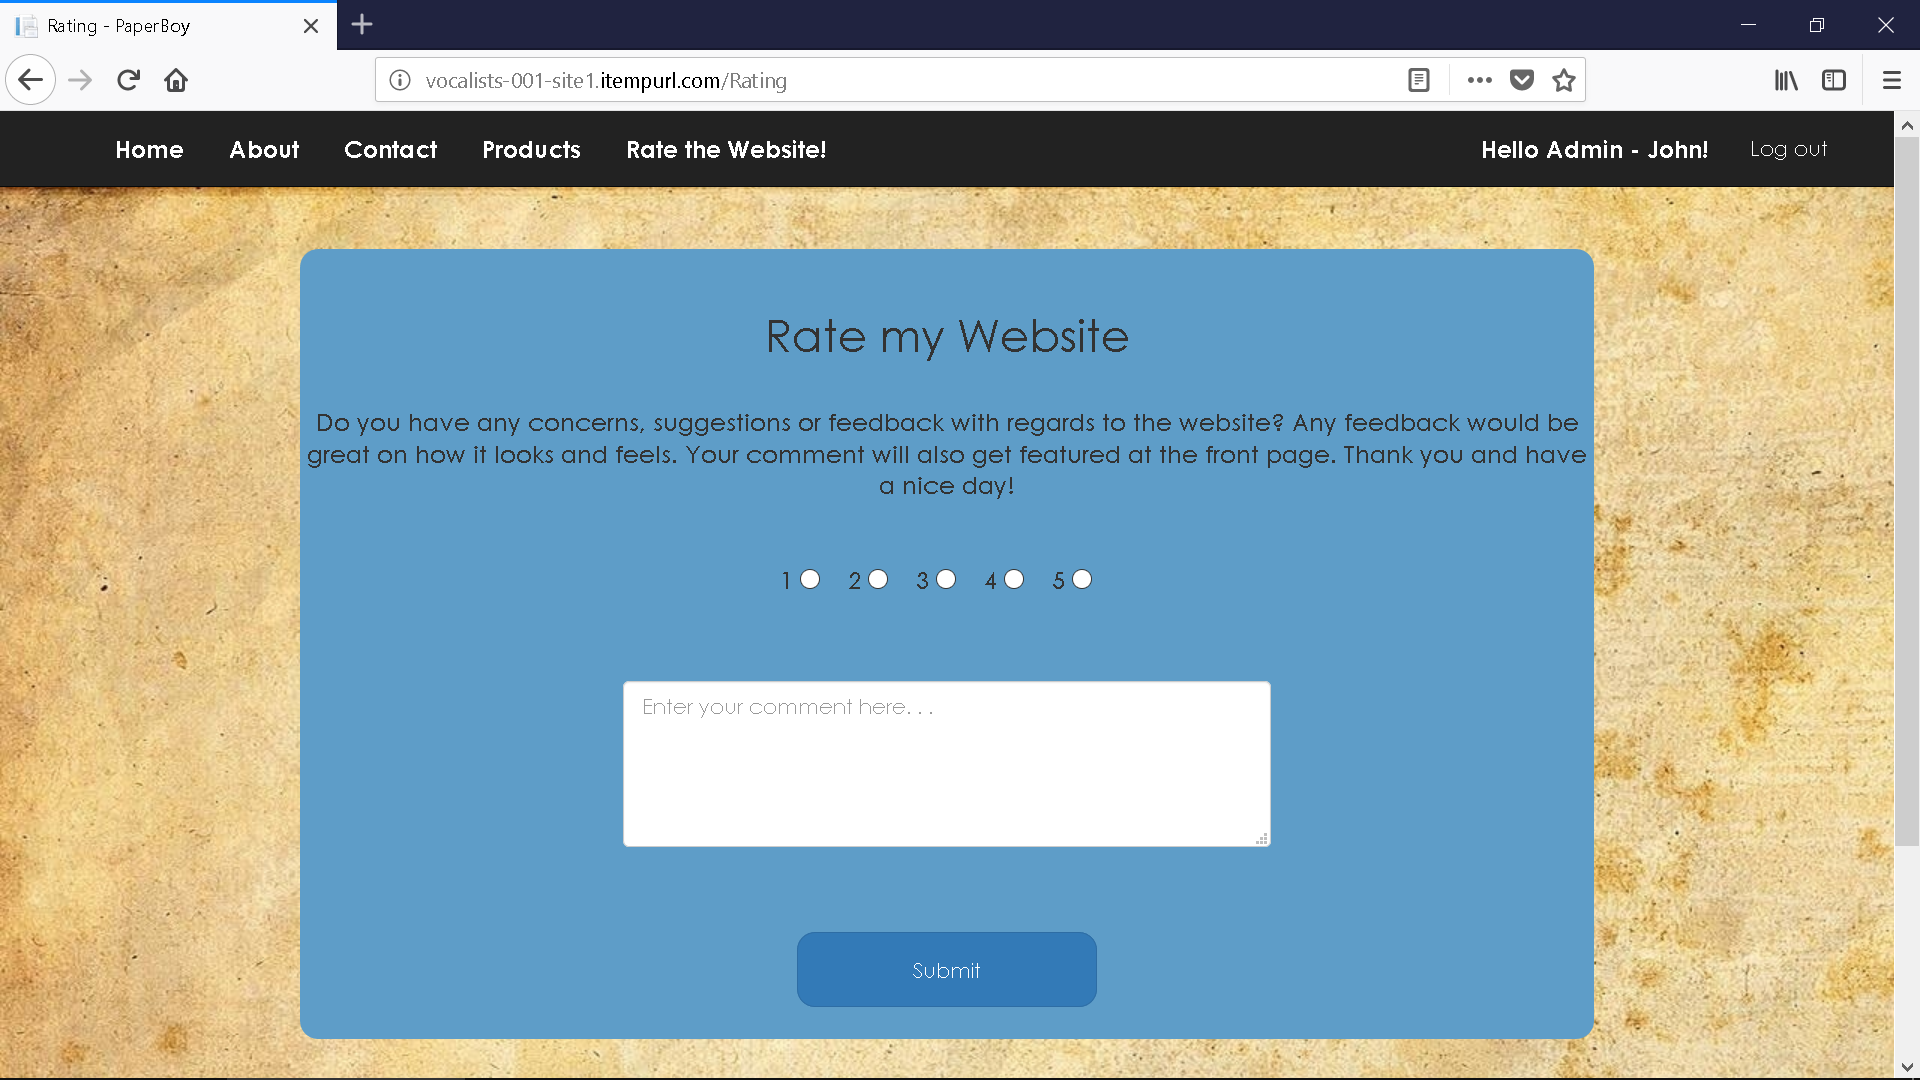 Rating - PaperBoy
vocalists-001-site1.itempurl.com/Rating
Home About Contact Products Rate the Website! Hello Admin - John! Log out
Rate my Website
Do you have any concerns, suggestions or feedback with regards to the website? Any feedback would be
great on how it looks and feels. Your comment will also get featured at the front page. Thank you and have
a nice day!
1 2 3 4 5
Enter your comment here. . .
Submit